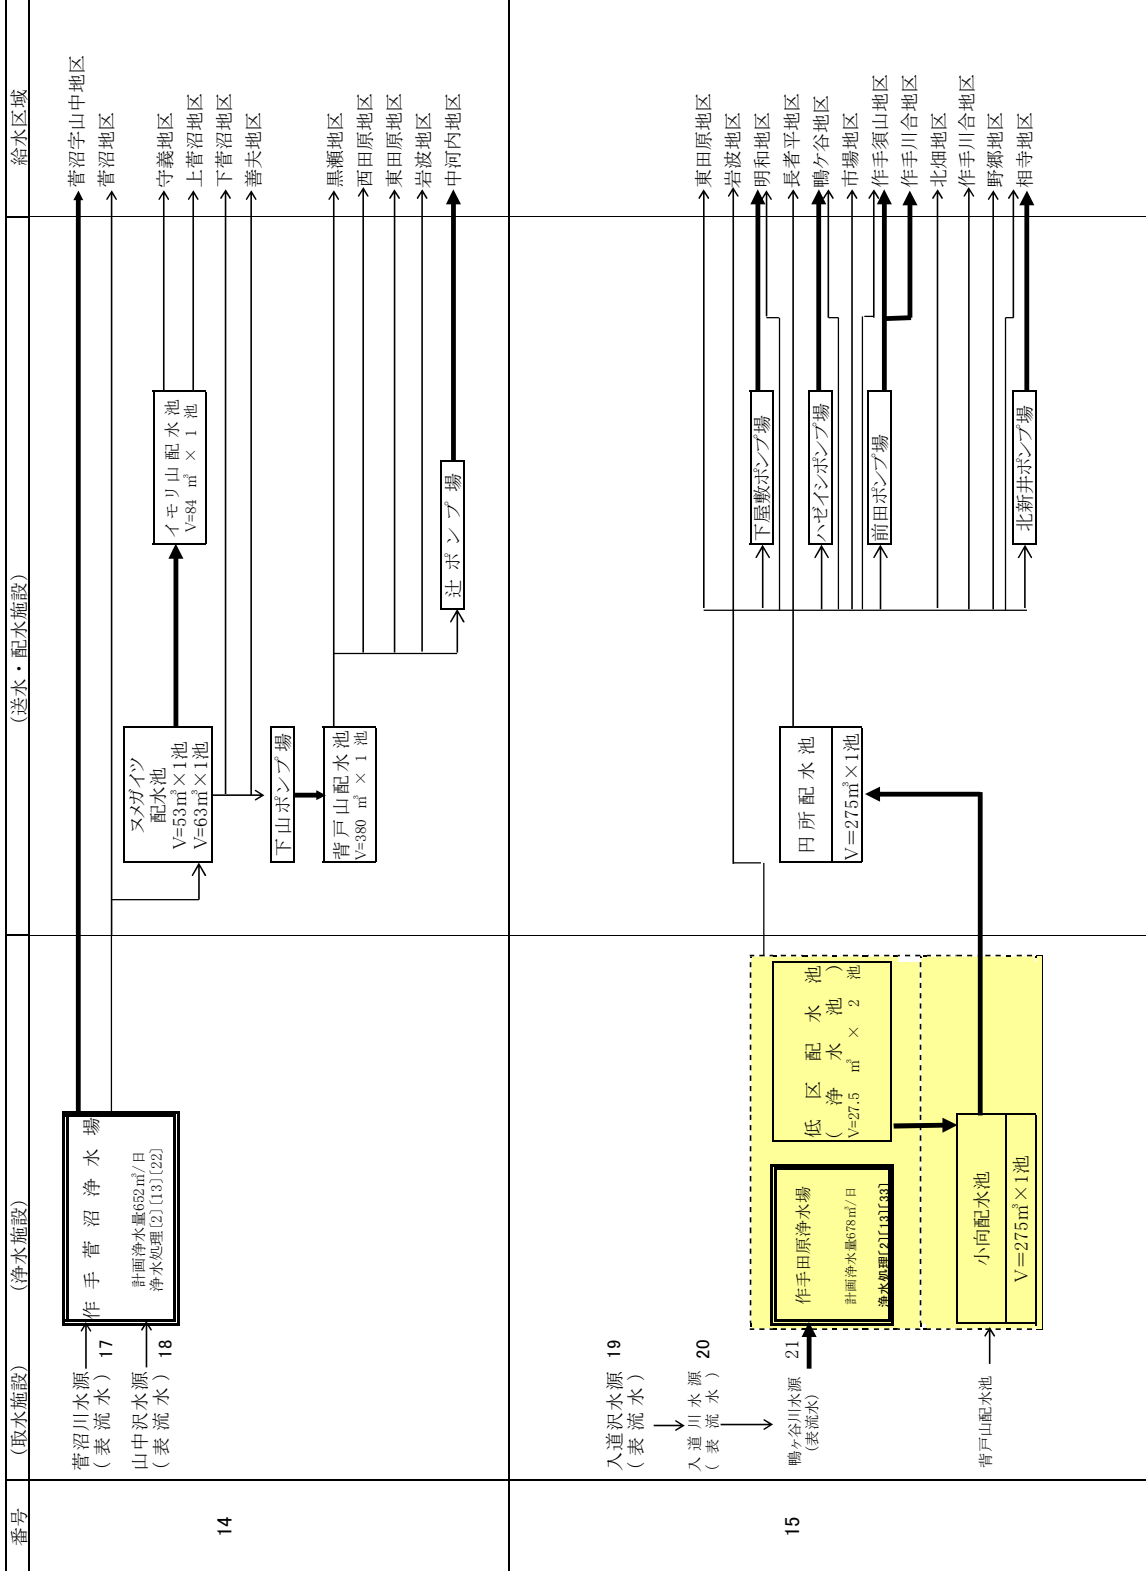 番号
(取水施設)
(浄水施設)
(送水・配水施設)
給水区域
14
菅沼川水源
(表流水)
17
山中沢水源
(表流水)
18
作手菅沼浄水場
計画浄水量652㎥/日
浄水処理[2][13][22]
ヌメガイツ
配水池
V=53㎥×1池
V=63㎥×1池
イモリ山配水池
V=84 ㎥ × 1 池
下山ポンプ場
背戸山配水池
V=380 ㎥ × 1 池
辻ポンプ場
菅沼字山中地区
菅沼地区
守義地区
上菅沼地区
下菅沼地区
善夫地区
黒瀬地区
西田原地区
東田原地区
岩波地区
中河内地区
15
入道沢水源
(表流水)
19
入道川水源
(表流水)
20
鴨ヶ谷川水源
(表流水)
21
背戸山配水池
作手田原浄水場
計画浄水量678㎥/日
浄水処理[2][13][33]
低区配水池
(浄水池)
V=27.5 ㎥ × 2 池
小向配水池
V=275㎥×1池
円所配水池
V=275㎥×1池
下屋敷ポンプ場
ハゼイシポンプ場
前田ポンプ場
北新井ポンプ場
東田原地区
岩波地区
明和地区
長者平地区
鴨ケ谷地区
市場地区
作手須山地区
作手川合地区
北畑地区
作手川合地区
野郷地区
相寺地区